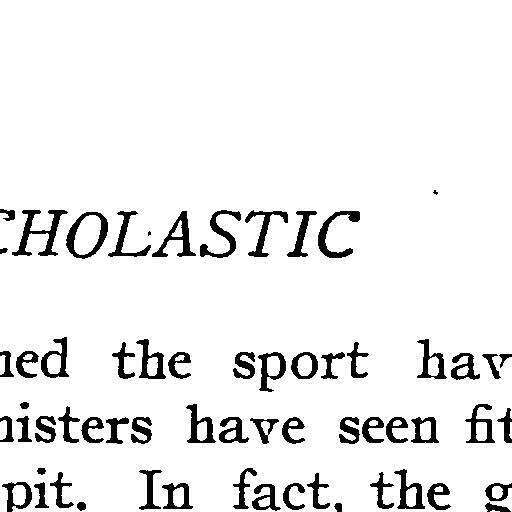 CHOLASTIC
ned the sport hav
nisters have seen fit
pit. In fact, the g